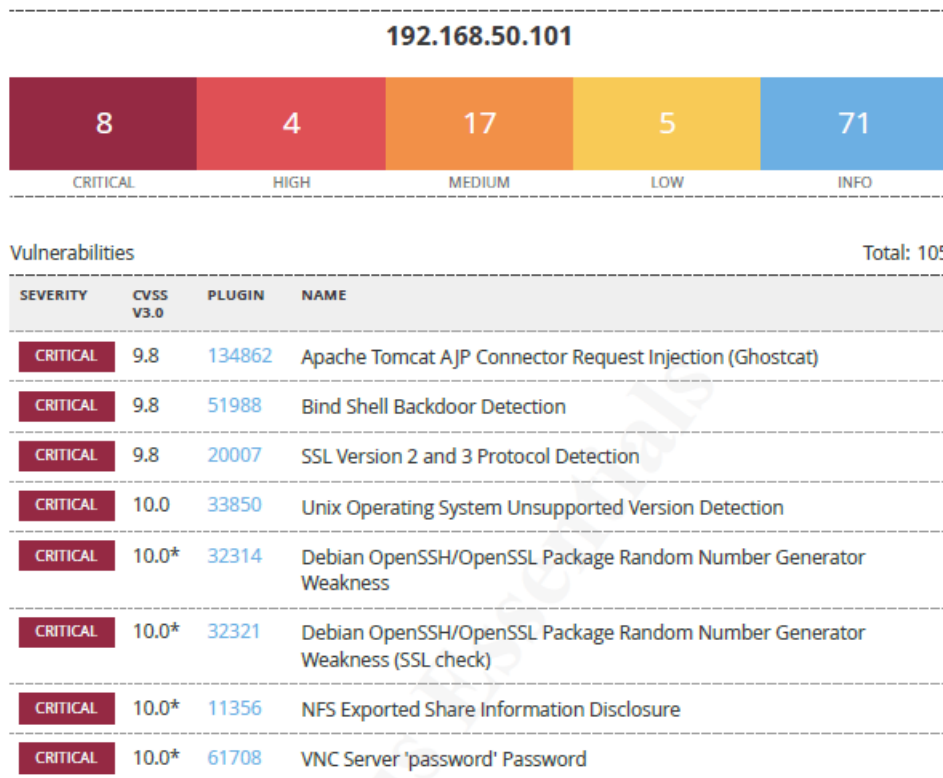 192.168.50.101
8 4 17 5 71
CRITICAL HIGH MEDIUM LOW INFO
Vulnerabilities Total: 105
SEVERITY CVSS V3.0 PLUGIN NAME
CRITICAL 9.8 134862 Apache Tomcat AJP Connector Request Injection (Ghostcat)
CRITICAL 9.8 51988 Bind Shell Backdoor Detection
CRITICAL 9.8 20007 SSL Version 2 and 3 Protocol Detection
CRITICAL 10.0 33850 Unix Operating System Unsupported Version Detection
CRITICAL 10.0* 32314 Debian OpenSSH/OpenSSL Package Random Number Generator
Weakness
CRITICAL 10.0* 32321 Debian OpenSSH/OpenSSL Package Random Number Generator
Weakness (SSL check)
CRITICAL 10.0* 11356 NFS Exported Share Information Disclosure
CRITICAL 10.0* 61708 VNC Server 'password' Password
Essentials